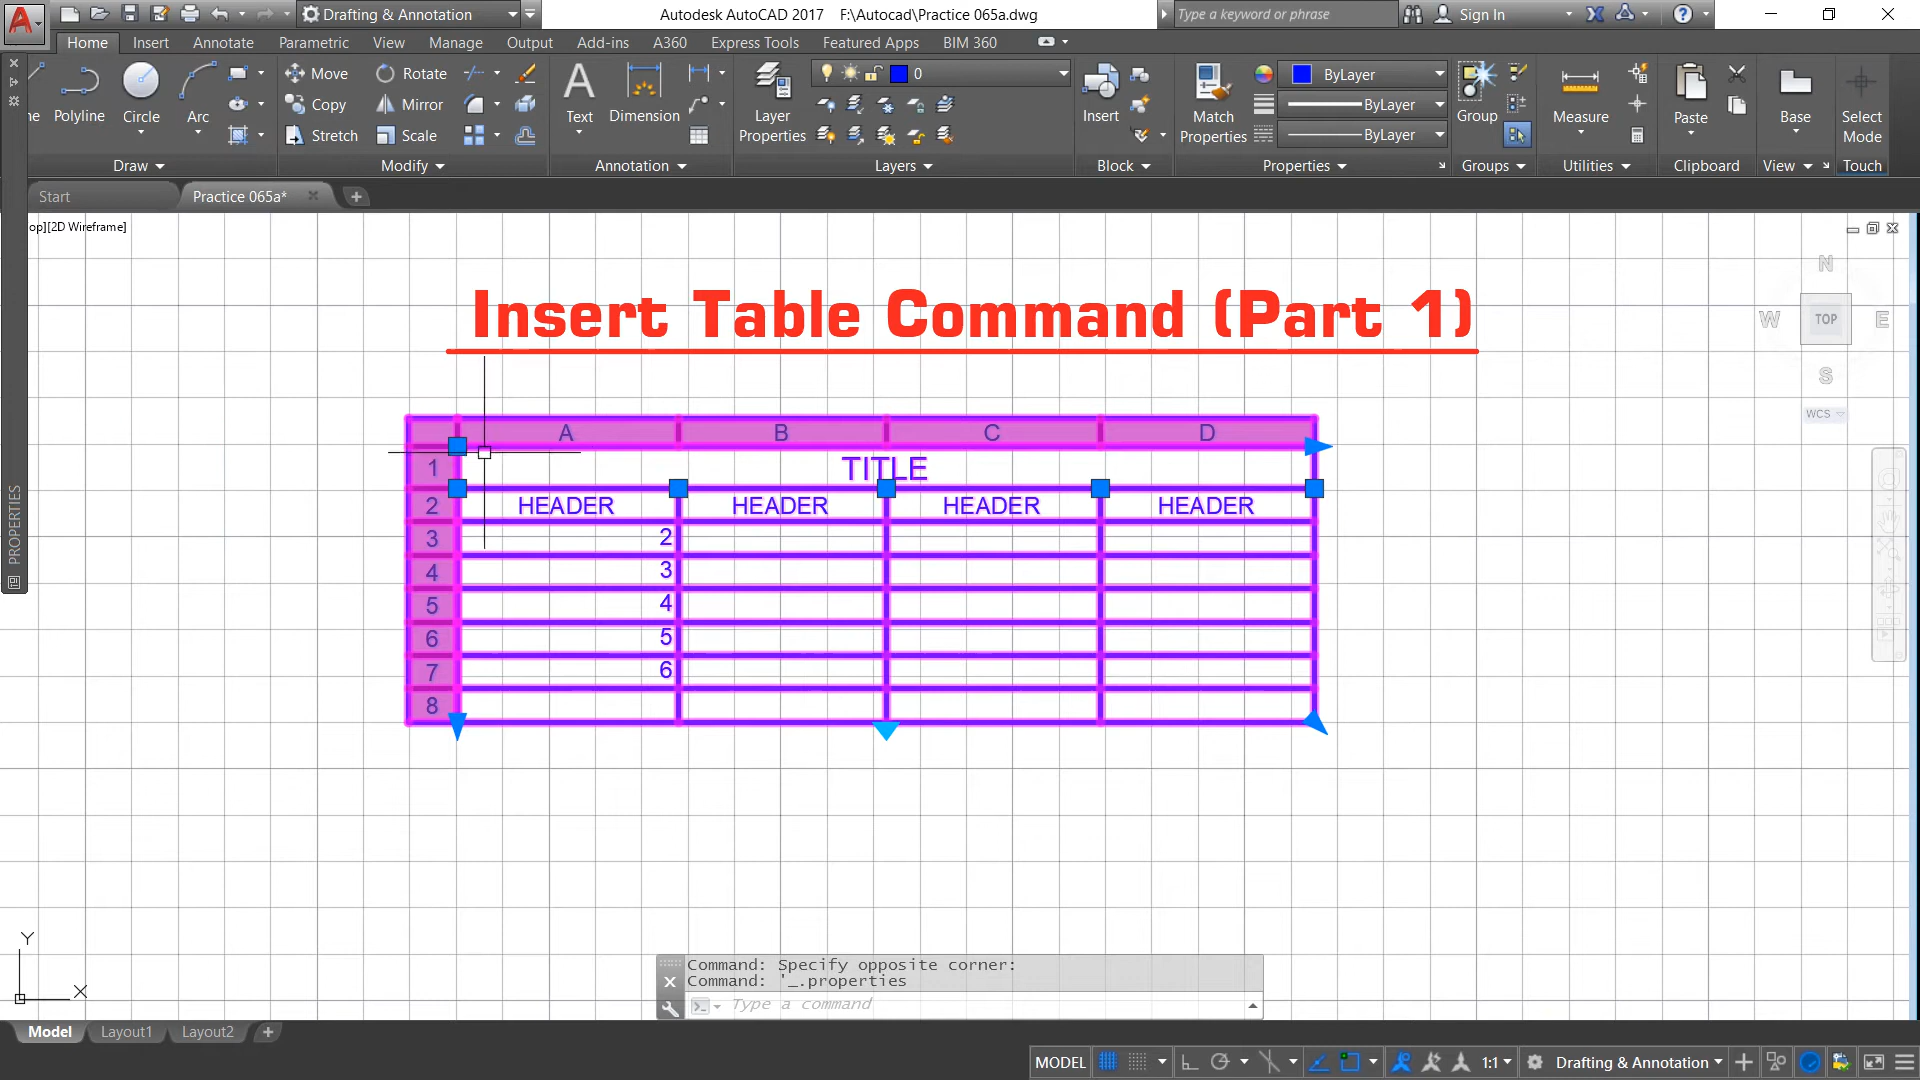 Drafting & Annotation
Autodesk AutoCAD 2017 F:\Autocad\Practice 065a.dwg
Type a keyword or phrase
Sign In
Home Insert Annotate Parametric View Manage Output Add-ins A360 Express Tools Featured Apps BIM 360
ne Polyline Circle Arc
Move Rotate
Copy Mirror
Stretch Scale
Text Dimension
Layer Properties
0
Insert
Match Properties
ByLayer
ByLayer
ByLayer
Group
Measure
Paste
Base
Select Mode
Draw Modify Annotation Layers Block Properties Groups Utilities Clipboard View Touch
Start Practice 065a*
op][2D Wireframe]
N
W TOP E
S
WCS
Insert Table Command (Part 1)
A B C D
1 TITLE
2 HEADER HEADER HEADER HEADER
3 2
4 3
5 4
6 5
7 6
8
PROPERTIES
Y
X
Command: Specify opposite corner:
Command: '_.properties
Type a command
Model Layout1 Layout2
MODEL 1:1 Drafting & Annotation